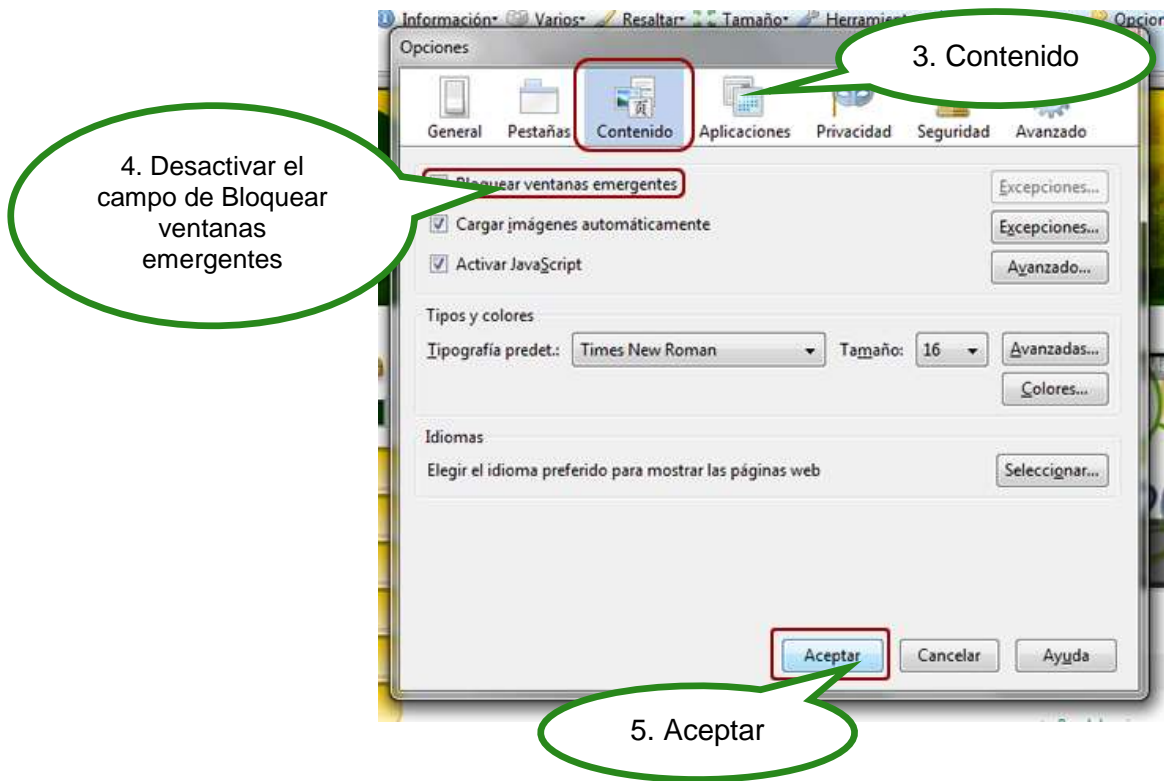 Información
Varios
Resaltar
Tamaño
Opciones
3. Contenido
General
Pestañas
Contenido
Aplicaciones
Privacidad
Seguridad
Avanzado
4. Desactivar el
campo de Bloquear
ventanas
emergentes
Bloquear ventanas emergentes
Excepciones...
Cargar imágenes automáticamente
Excepciones...
Activar JavaScript
Avanzado...
Tipos y colores
Tipografía predet.:
Times New Roman
Tamaño:
16
Avanzadas...
Colores...
Idiomas
Elegir el idioma preferido para mostrar las páginas web
Seleccionar...
Aceptar
Cancelar
Ayuda
5. Aceptar